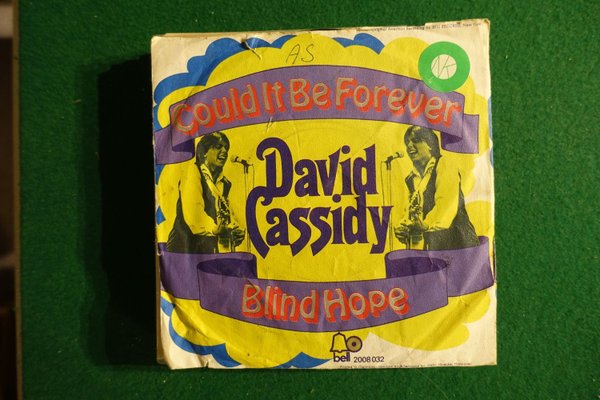 AS
Could It Be Forever
David
Cassidy
Blind Hope
bell 2008 032